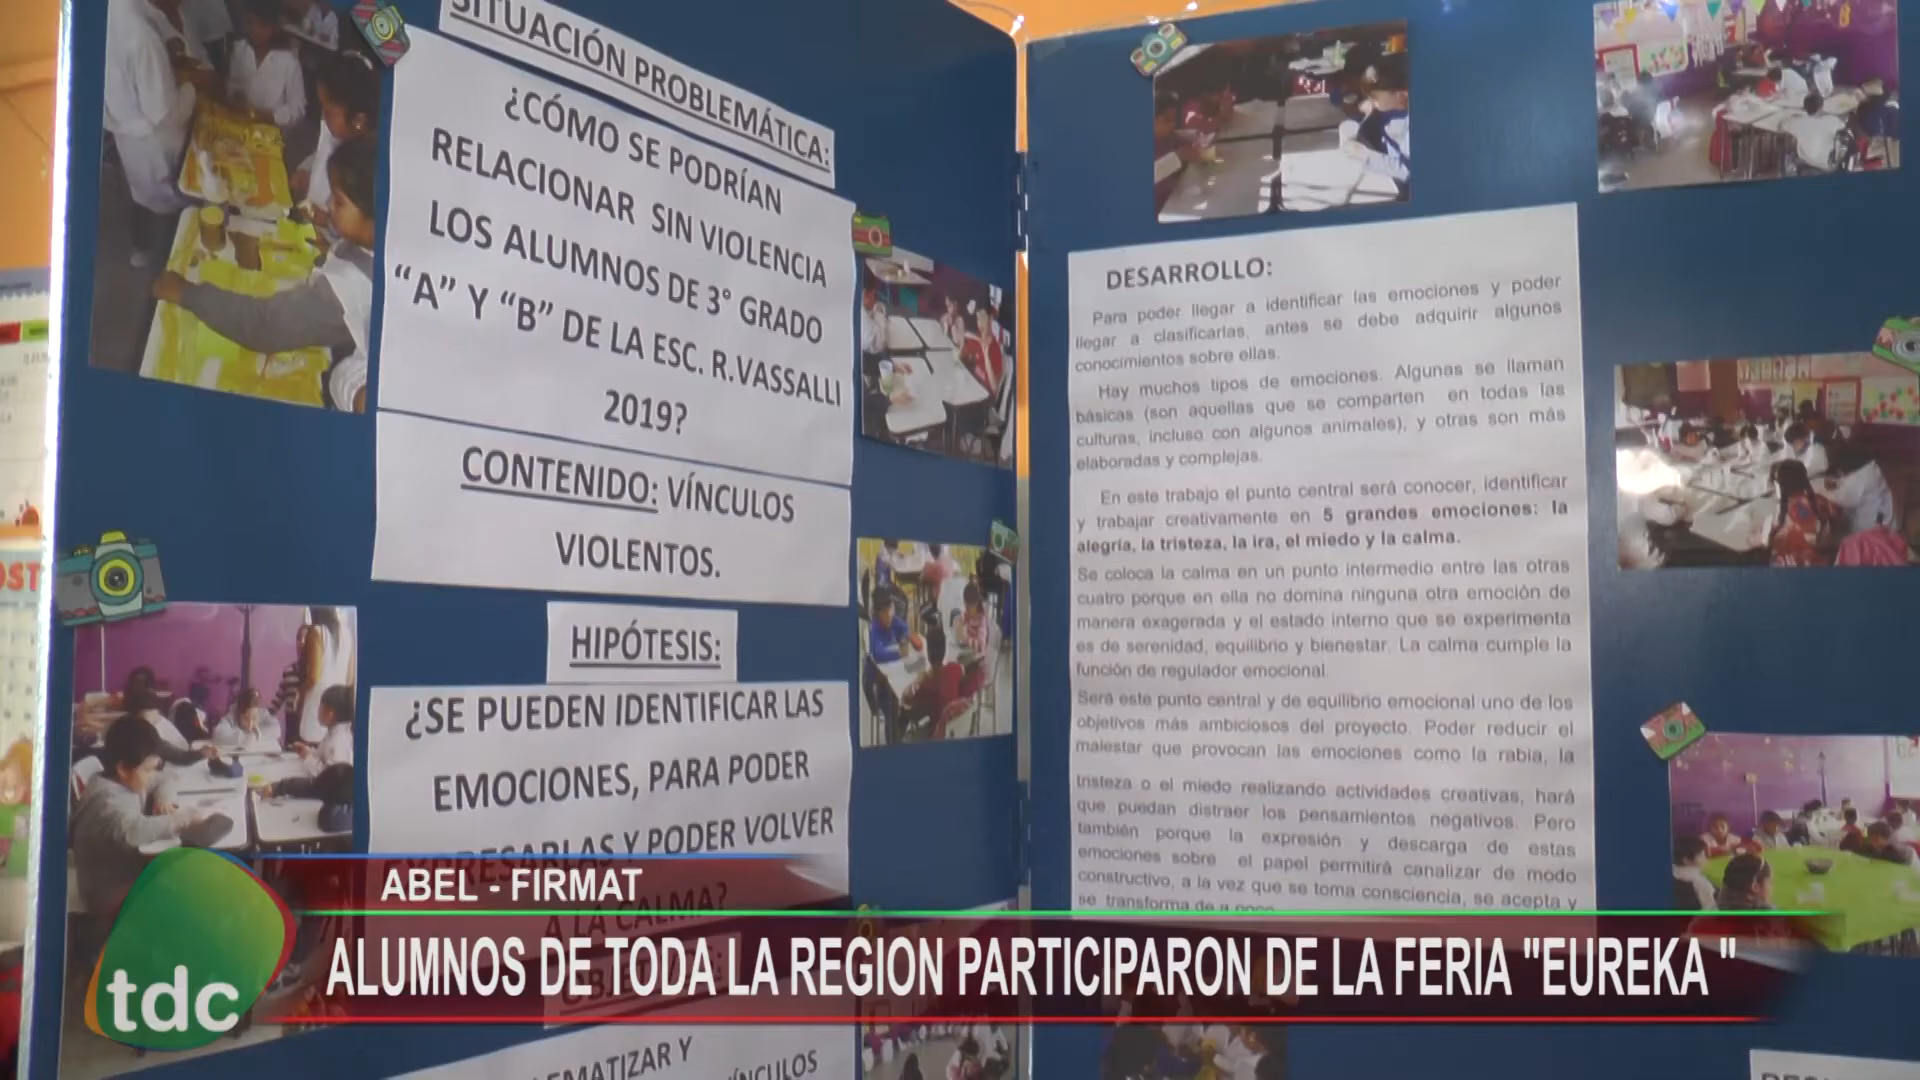 SITUACIÓN PROBLEMÁTICA:
¿CÓMO SE PODRÍAN
RELACIONAR SIN VIOLENCIA
LOS ALUMNOS DE 3° GRADO
“A” Y “B” DE LA ESC. R.VASSALLI
2019?
CONTENIDO: VÍNCULOS
VIOLENTOS.
HIPÓTESIS:
¿SE PUEDEN IDENTIFICAR LAS
EMOCIONES, PARA PODER
EXPRESARLAS Y PODER VOLVER
A LA CALMA?
OBJETIVO:
Y
VÍNCULOS
DESARROLLO:
Para poder llegar a identificar las emociones y poder
llegar a clasificarlas, antes se debe adquirir algunos
conocimientos sobre ellas.
Hay muchos tipos de emociones. Algunas se llaman
básicas (son aquellas que se comparten en todas las
culturas, incluso con algunos animales), y otras son más
elaboradas y complejas.
En este trabajo el punto central será conocer, identificar
y trabajar creativamente en 5 grandes emociones: la
alegría, la tristeza, la ira, el miedo y la calma.
Se coloca la calma en un punto intermedio entre las otras
cuatro porque en ella no domina ninguna otra emoción de
manera exagerada y el estado interno que se experimenta
es de serenidad, equilibrio y bienestar. La calma cumple la
función de regulador emocional.
Será este punto central y de equilibrio emocional uno de los
objetivos más ambiciosos del proyecto. Poder reducir el
malestar que provocan las emociones como la rabia, la
tristeza o el miedo realizando actividades creativas, hará
que puedan distraer los pensamientos negativos. Pero
también porque la expresión y descarga de estas
emociones sobre el papel permitirá canalizar de modo
constructivo, a la vez que se toma consciencia, se acepta y
se transforma de a poco
ABEL - FIRMAT
tdc
ALUMNOS DE TODA LA REGION PARTICIPARON DE LA FERIA "EUREKA "